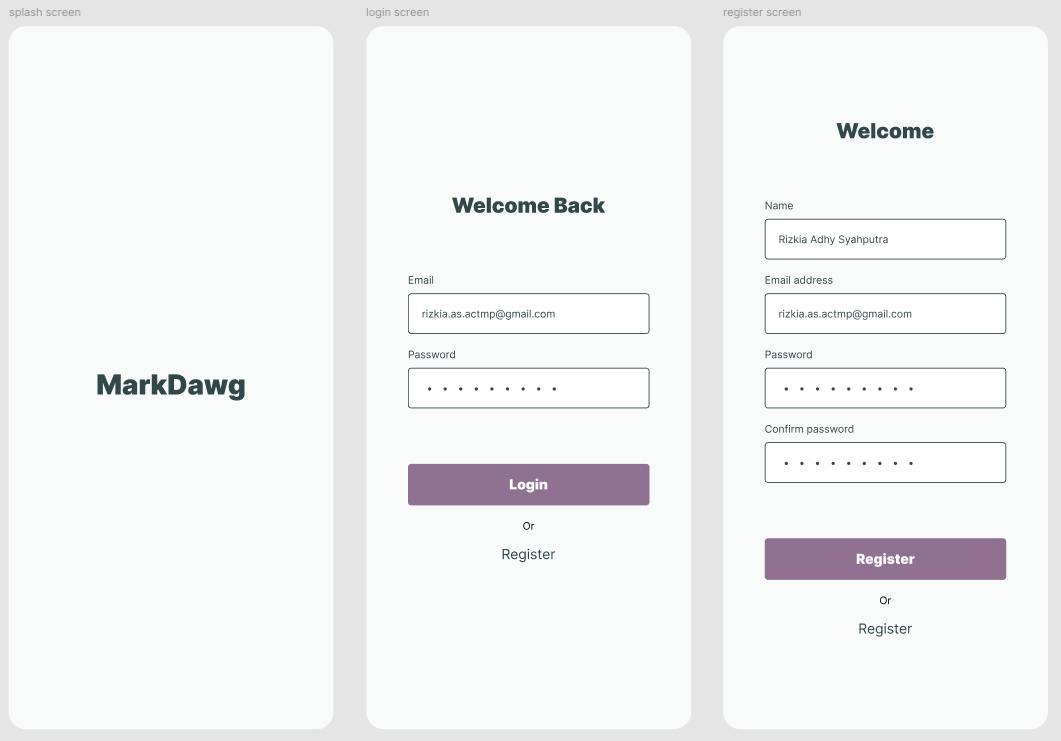 splash screen
MarkDawg
login screen
Welcome Back
Email
rizkia.as.actmp@gmail.com
Password
• • • • • • • • •
Login
Or
Register
register screen
Welcome
Name
Rizkia Adhy Syahputra
Email address
rizkia.as.actmp@gmail.com
Password
• • • • • • • • •
Confirm password
• • • • • • • • •
Register
Or
Register